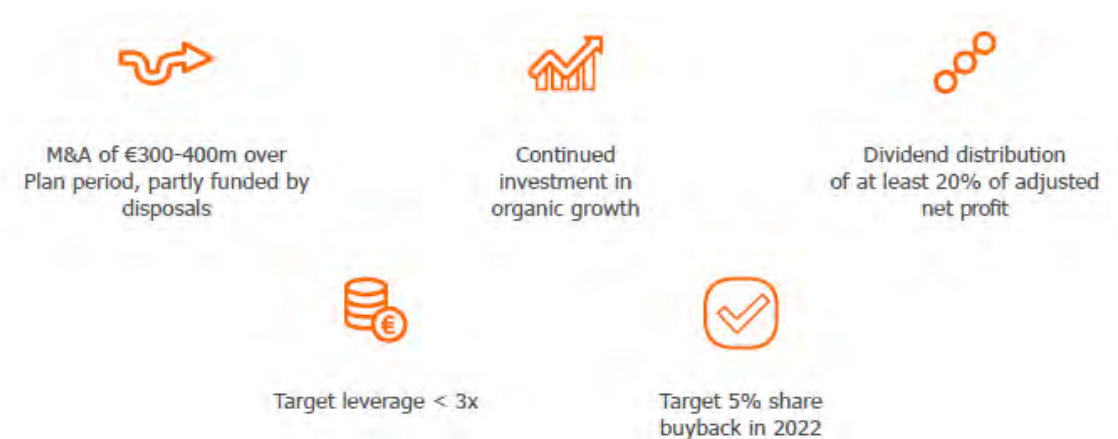 M&A of €300-400m over
Plan period, partly funded by
disposals
Continued
investment in
organic growth
Dividend distribution
of at least 20% of adjusted
net profit
€
Target leverage < 3x
Target 5% share
buyback in 2022